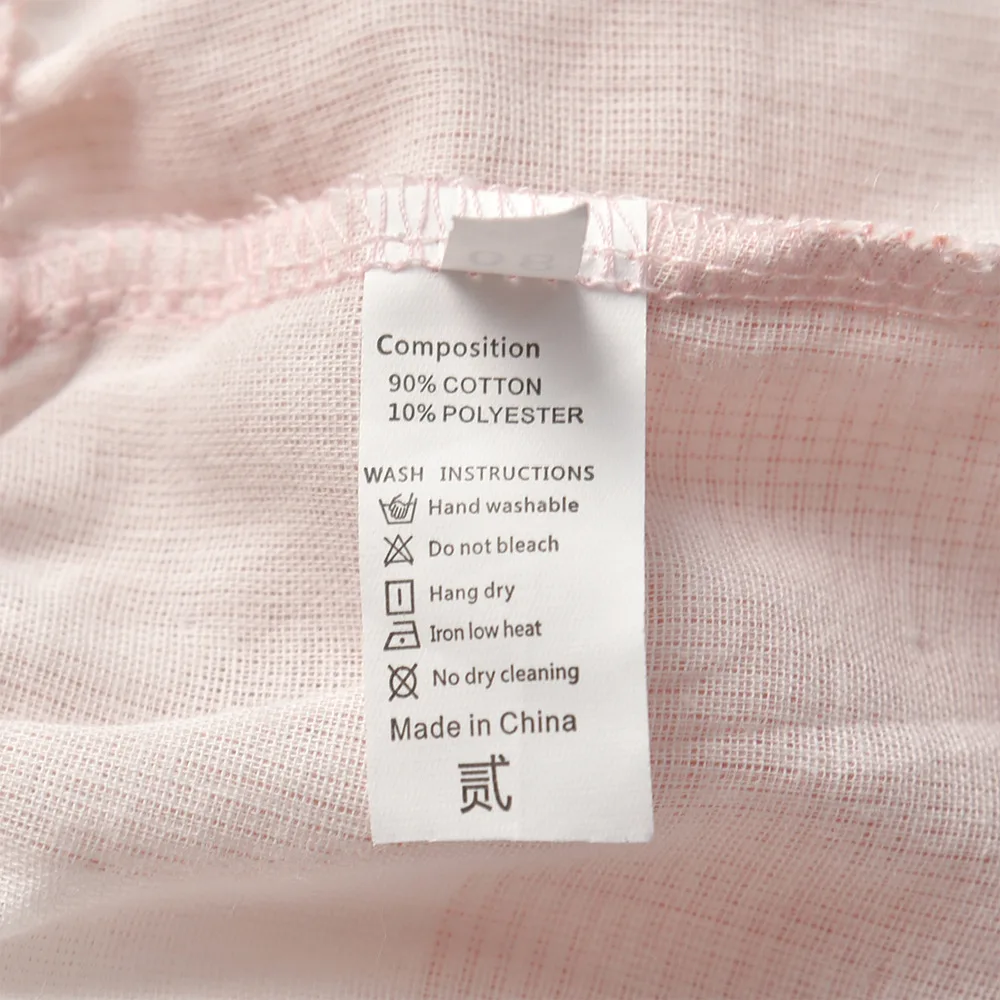 Composition
90% COTTON
10% POLYESTER
WASH INSTRUCTIONS
Hand washable
Do not bleach
Hang dry
Iron low heat
No dry cleaning
Made in China
贰